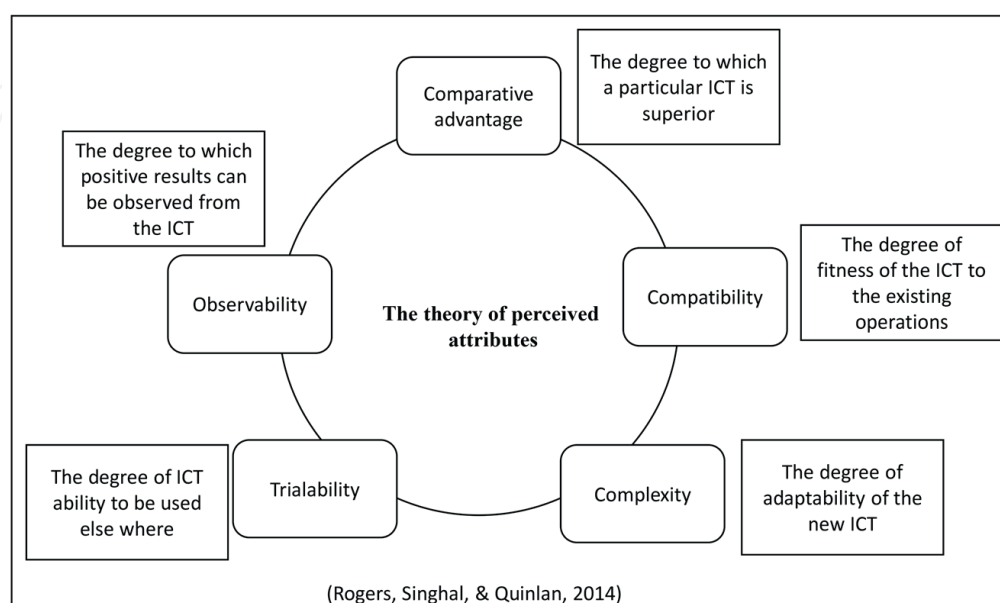 Comparative
advantage
The degree to which
a particular ICT is
superior
The degree to which
positive results can
be observed from
the ICT
Observability
The theory of perceived
attributes
Compatibility
The degree of
fitness of the ICT to
the existing
operations
The degree of ICT
ability to be used
else where
Trialability
Complexity
The degree of
adaptability of the
new ICT
(Rogers, Singhal, & Quinlan, 2014)